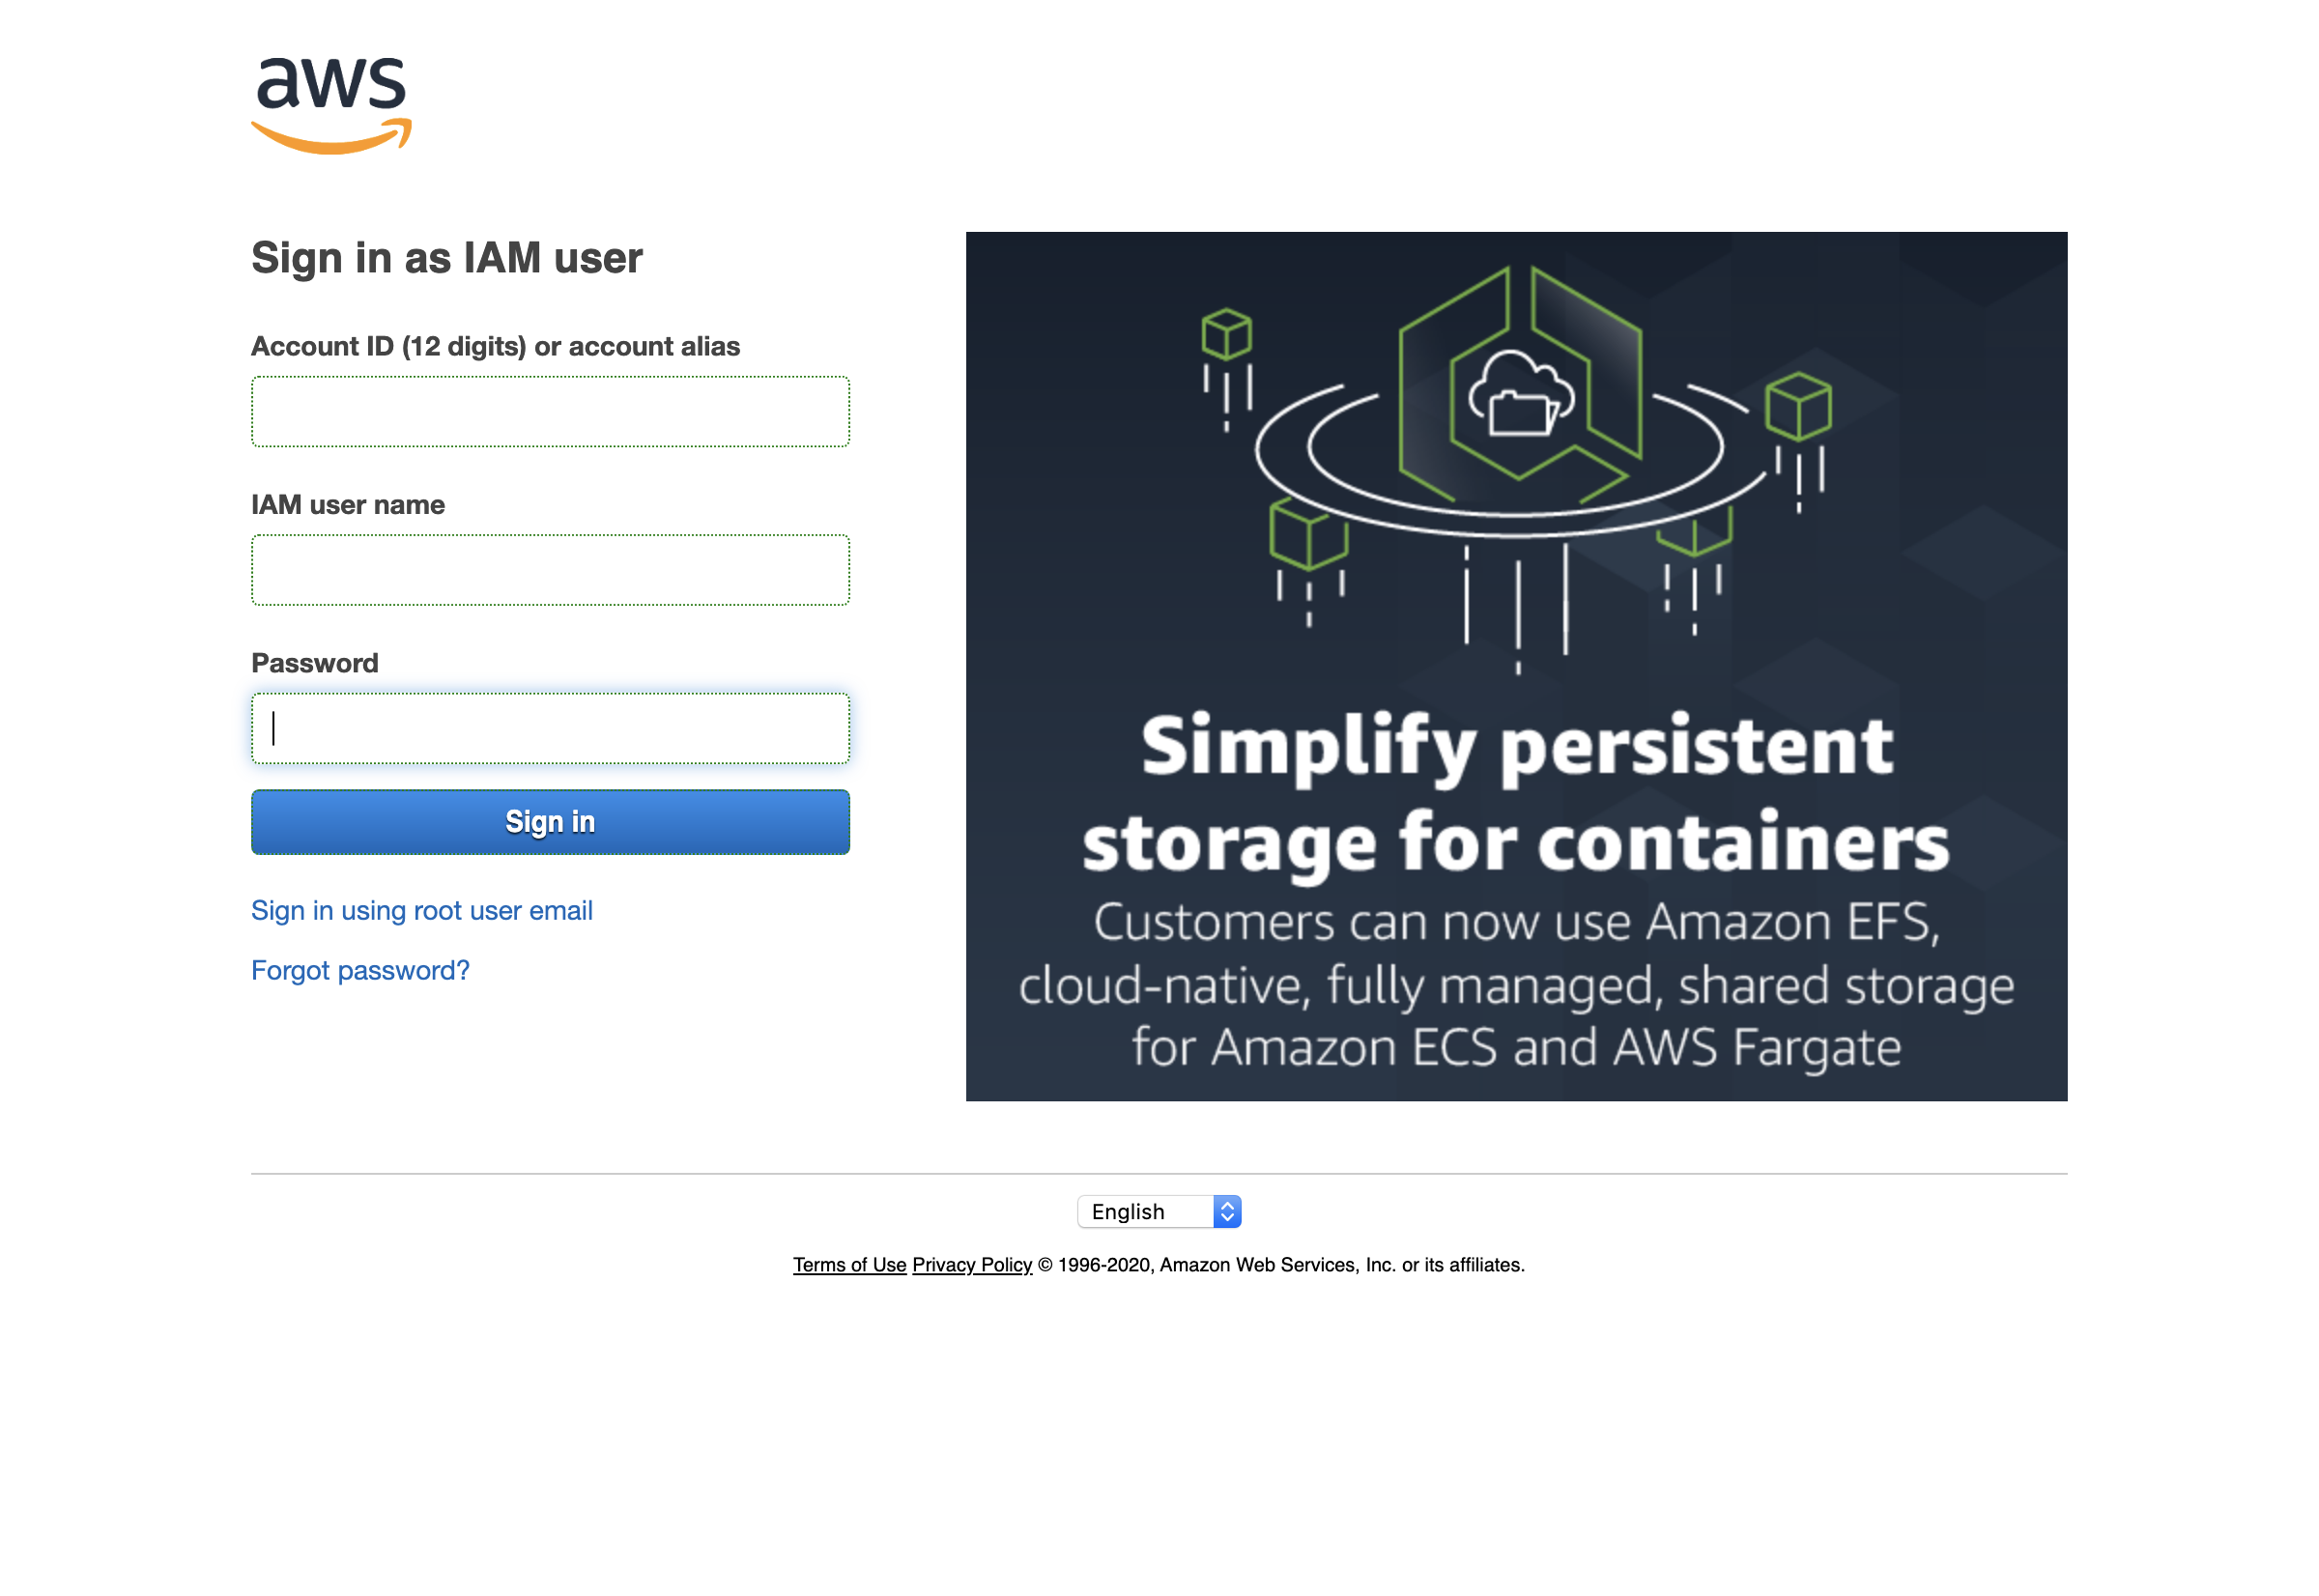 aws
Sign in as IAM user
Account ID (12 digits) or account alias
IAM user name
Password
Sign in
Sign in using root user email
Forgot password?
Simplify persistent
storage for containers
Customers can now use Amazon EFS,
cloud-native, fully managed, shared storage
for Amazon ECS and AWS Fargate
English
Terms of Use Privacy Policy © 1996-2020, Amazon Web Services, Inc. or its affiliates.